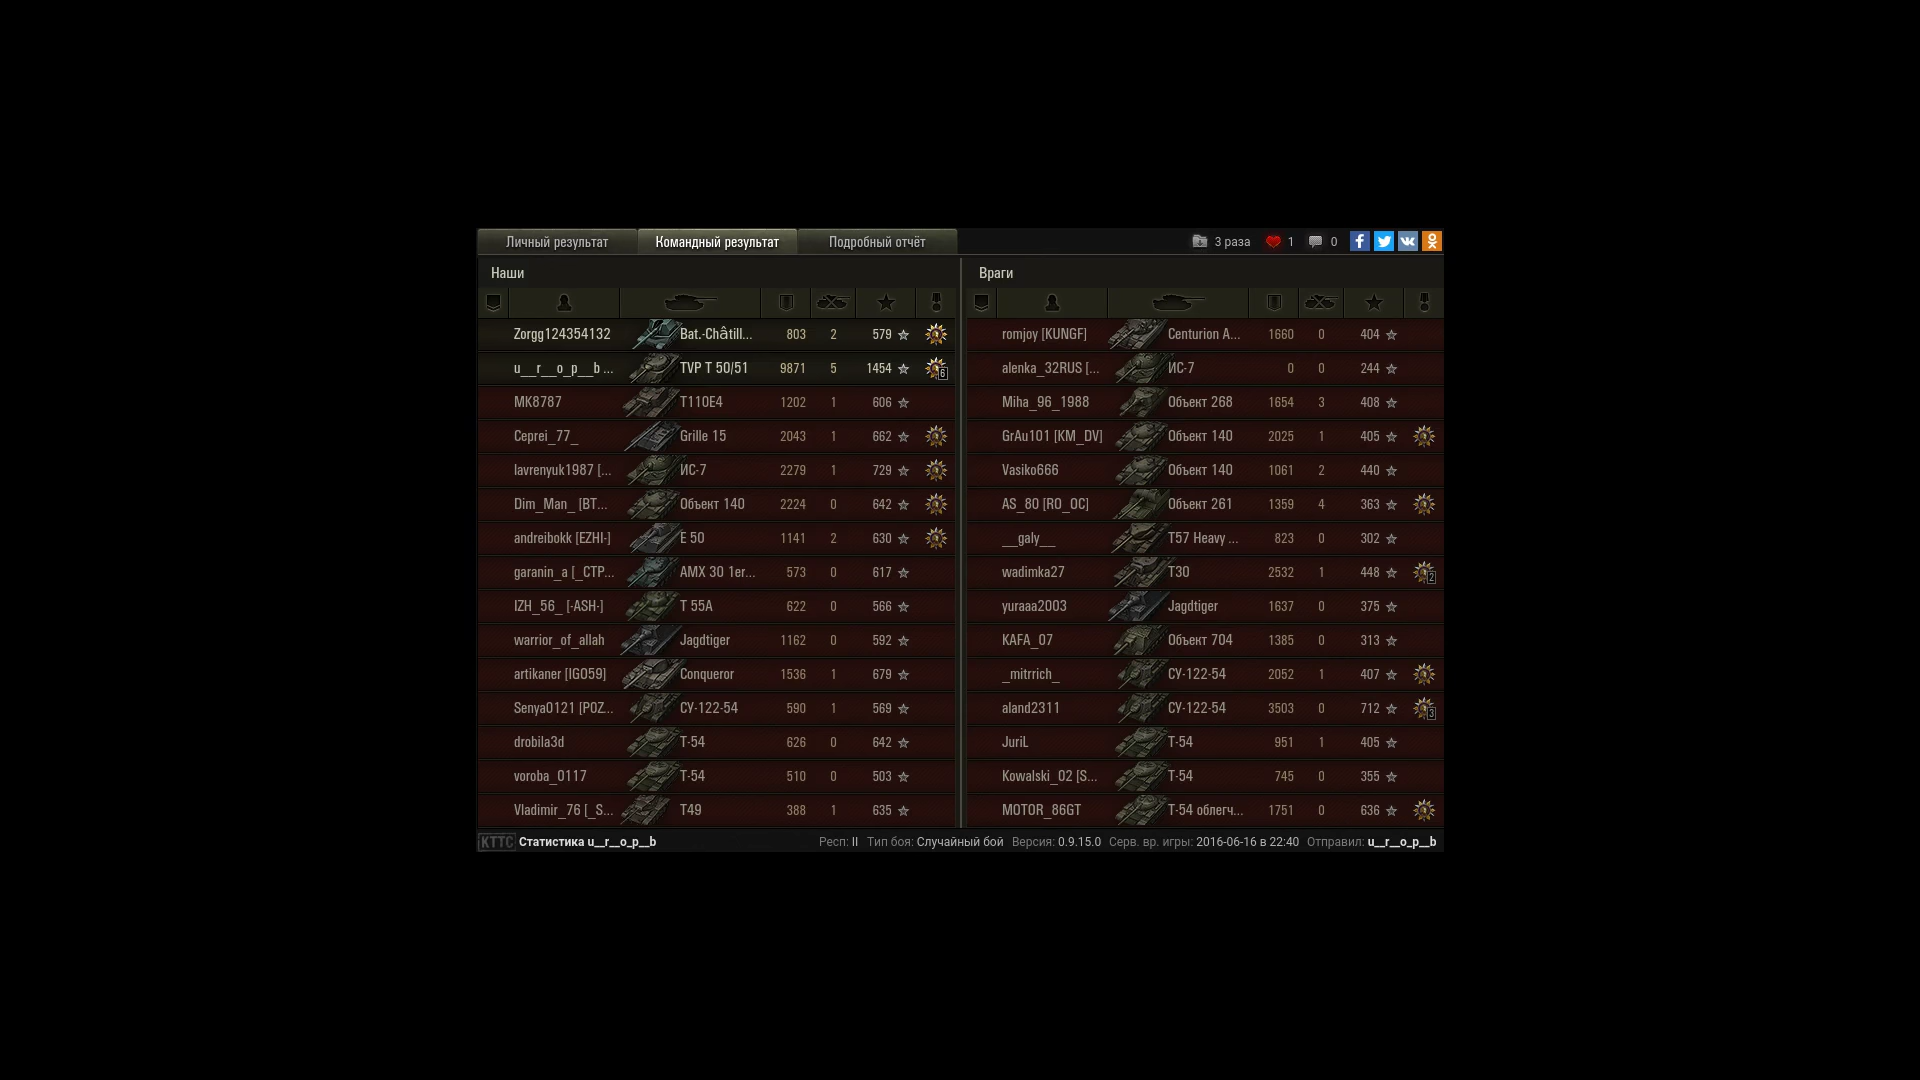 Личный результат Командный результат Подробный отчёт 3 раза 1 0
Наши Враги
Zorgg124354132 Bat.-Châtill... 803 2 579 romjoy [KUNGF] Centurion A... 1660 0 404
u__r__o_p__b ... TVP T 50/51 9871 5 1454 6 alenka_32RUS [... ИС-7 0 0 244
MK8787 T110E4 1202 1 606 Miha_96_1988 Объект 268 1654 3 408
Ceprei_77_ Grille 15 2043 1 662 GrAu101 [KM_DV] Объект 140 2025 1 405
lavrenyuk1987 [... ИС-7 2279 1 729 Vasiko666 Объект 140 1061 2 440
Dim_Man_ [BT... Объект 140 2224 0 642 AS_80 [RO_OC] Объект 261 1359 4 363
andreibokk [EZHI-] E 50 1141 2 630 __galy__ T57 Heavy ... 823 0 302
garanin_a [_CTP... AMX 30 1er... 573 0 617 wadimka27 T30 2532 1 448 2
IZH_56_ [-ASH-] T 55A 622 0 566 yuraaa2003 Jagdtiger 1637 0 375
warrior_of_allah Jagdtiger 1162 0 592 KAFA_07 Объект 704 1385 0 313
artikaner [IGO59] Conqueror 1536 1 679 _mitrrich_ СУ-122-54 2052 1 407
Senya0121 [POZ... СУ-122-54 590 1 569 aland2311 СУ-122-54 3503 0 712 3
drobila3d Т-54 626 0 642 JuriL Т-54 951 1 405
voroba_0117 Т-54 510 0 503 Kowalski_02 [S... Т-54 745 0 355
Vladimir_76 [_S... T49 388 1 635 MOTOR_86GT Т-54 облегч... 1751 0 636
КТТС Статистика u__r__o_p__b Респ: II Тип боя: Случайный бой Версия: 0.9.15.0 Серв. вр. игры: 2016-06-16 в 22:40 Отправил: u__r__o_p__b